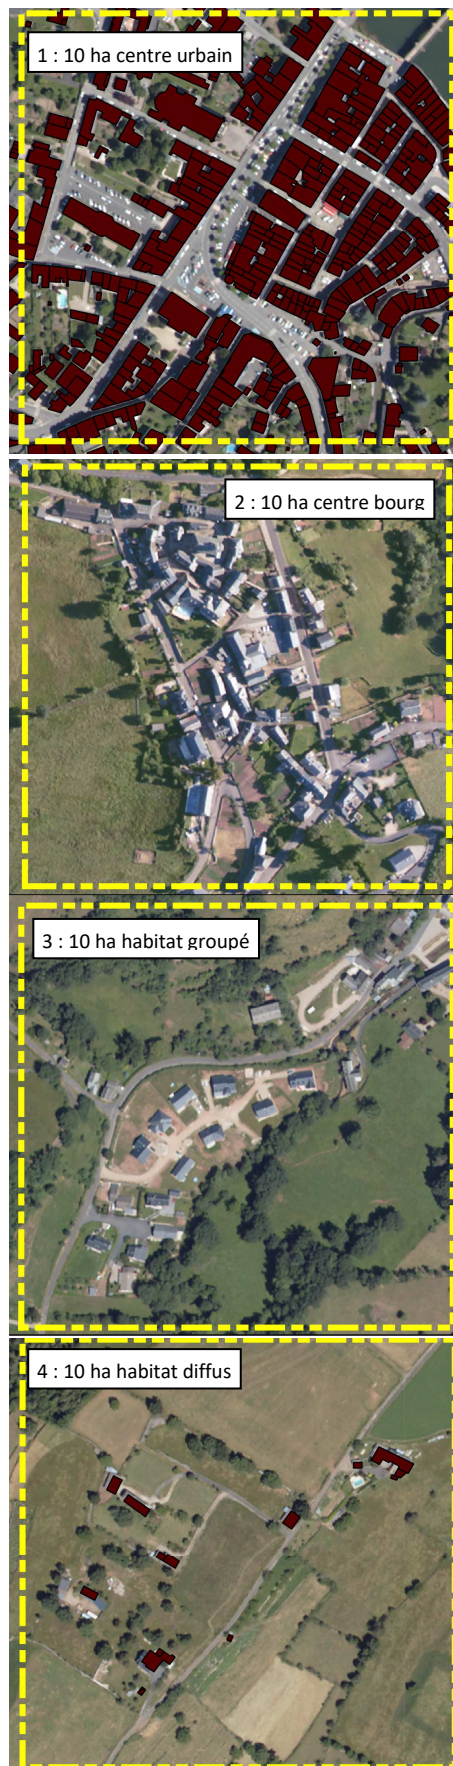 1 : 10 ha centre urbain
2 : 10 ha centre bourg
3 : 10 ha habitat groupé
4 : 10 ha habitat diffus